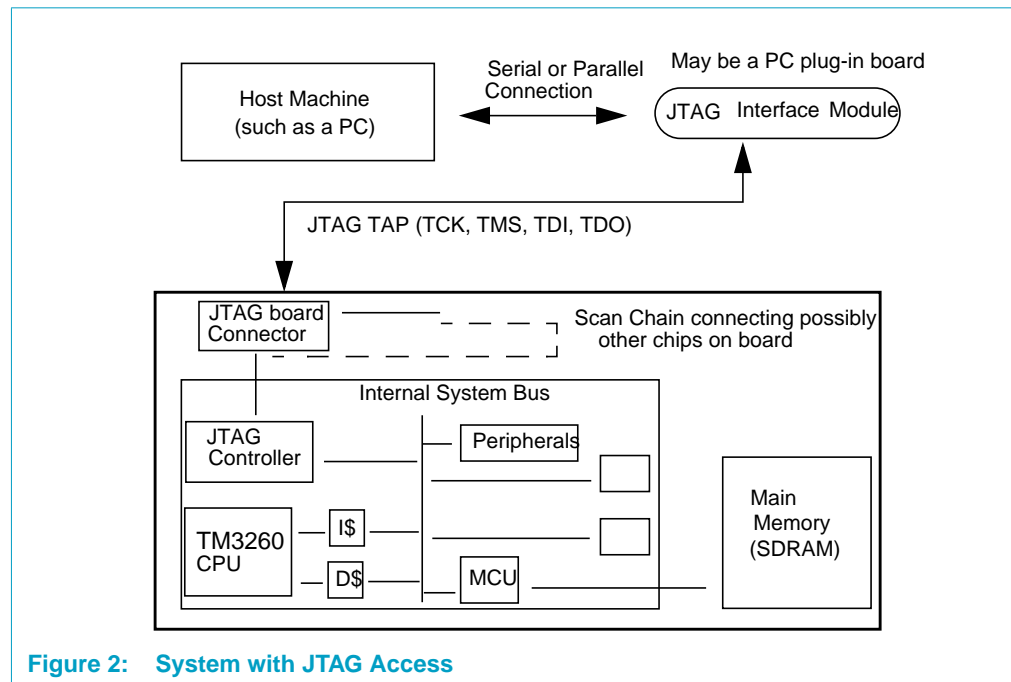 Host Machine
(such as a PC)
Serial or Parallel
Connection
May be a PC plug-in board
JTAG Interface Module
JTAG TAP (TCK, TMS, TDI, TDO)
JTAG board
Connector
Scan Chain connecting possibly
other chips on board
Internal System Bus
JTAG
Controller
Peripherals
TM3260
CPU
I$
D$
MCU
Main
Memory
(SDRAM)
Figure 2: System with JTAG Access